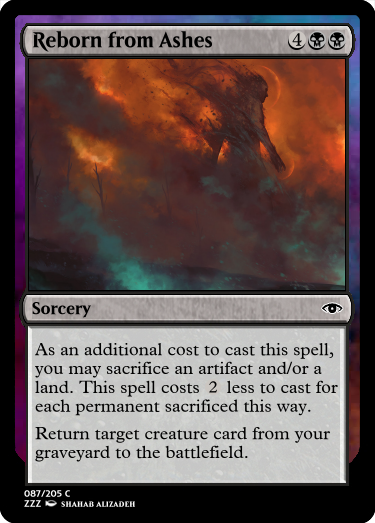 Reborn from Ashes 4
Sorcery
As an additional cost to cast this spell,
you may sacrifice an artifact and/or a
land. This spell costs 2 less to cast for
each permanent sacrificed this way.
Return target creature card from your
graveyard to the battlefield.
087/205 C
ZZZ SHAHAB ALIZADEH